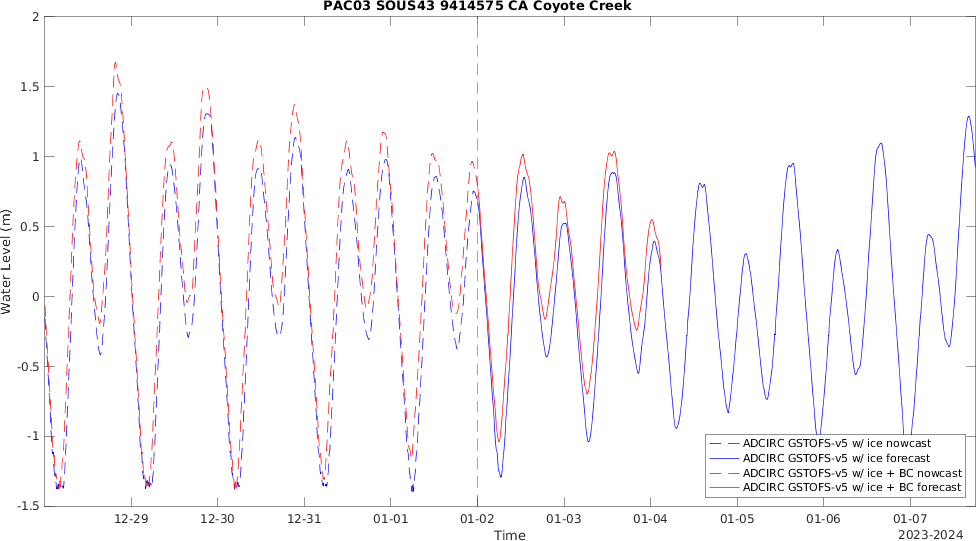 PAC03 SOUS43 9414575 CA Coyote Creek
Water Level (m)
2
1.5
1
0.5
0
-0.5
-1
-1.5
ADCIRC GSTOFS-v5 w/ ice nowcast
ADCIRC GSTOFS-v5 w/ ice forecast
ADCIRC GSTOFS-v5 w/ ice + BC nowcast
ADCIRC GSTOFS-v5 w/ ice + BC forecast
12-29 12-30 12-31 01-01 01-02 01-03 01-04 01-05 01-06 01-07
Time
2023-2024